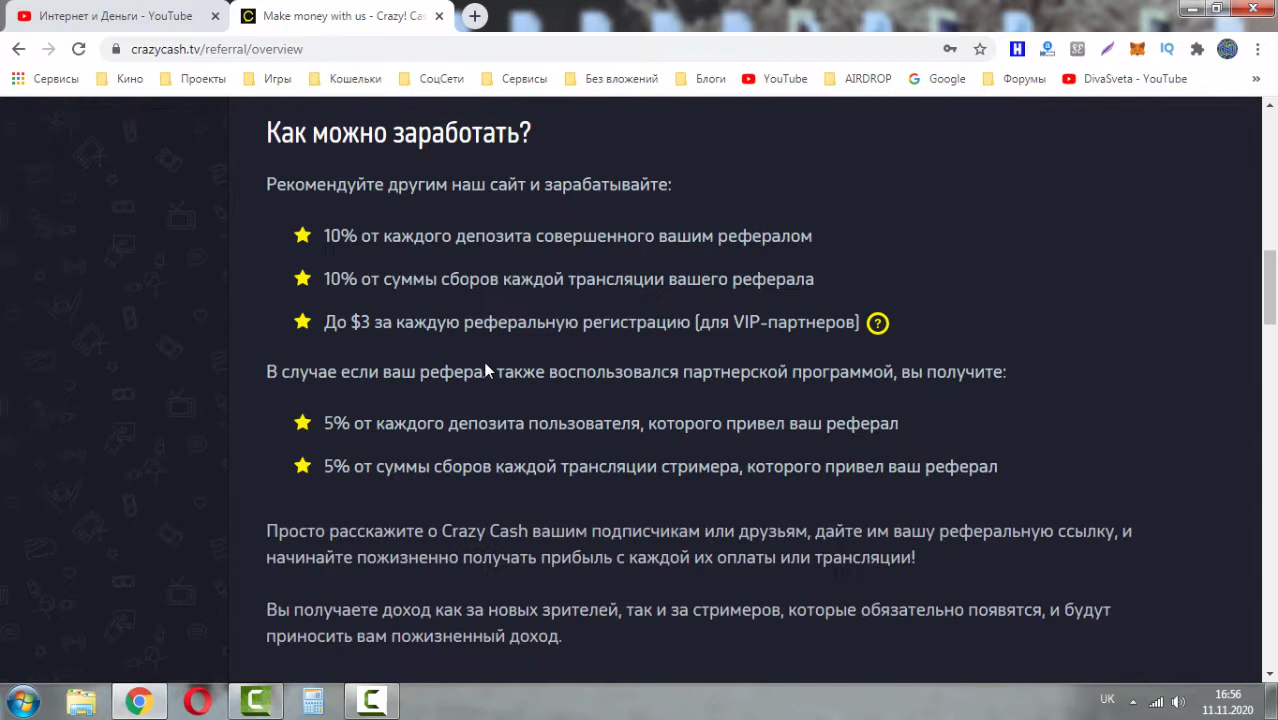 Интернет и Деньги - YouTube
Make money with us - Crazy! Cas
crazycash.tv/referral/overview
Сервисы Кино Проекты Игры Кошельки СоцСети Сервисы Без вложений Блоги YouTube AIRDROP Google Форумы DivaSveta - YouTube »
Как можно заработать?
Рекомендуйте другим наш сайт и зарабатывайте:
10% от каждого депозита совершенного вашим рефералом
10% от суммы сборов каждой трансляции вашего реферала
До $3 за каждую реферальную регистрацию [для VIP-партнеров] ?
В случае если ваш реферал также воспользовался партнерской программой, вы получите:
5% от каждого депозита пользователя, которого привел ваш реферал
5% от суммы сборов каждой трансляции стримера, которого привел ваш реферал
Просто расскажите о Crazy Cash вашим подписчикам или друзьям, дайте им вашу реферальную ссылку, и
начинайте пожизненно получать прибыль с каждой их оплаты или трансляции!
Вы получаете доход как за новых зрителей, так и за стримеров, которые обязательно появятся, и будут
приносить вам пожизненный доход.
UK
16:56
11.11.2020